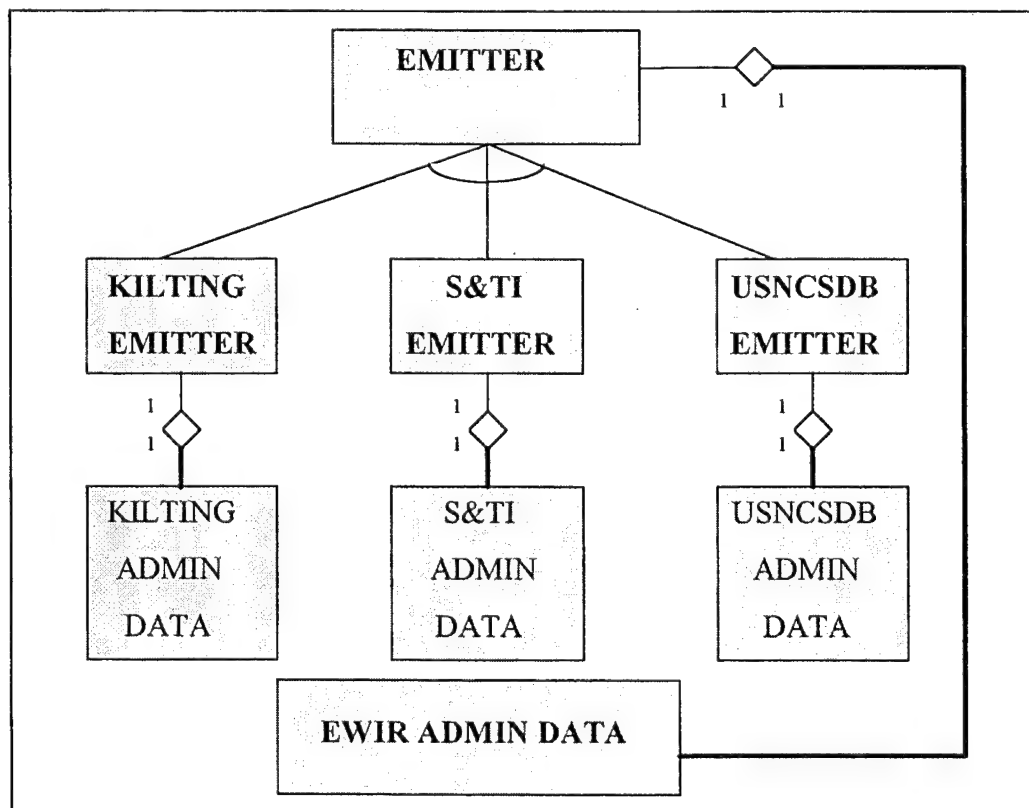 EMITTER
1 1
KILTING
EMITTER
S&TI
EMITTER
USNCSDB
EMITTER
1
1
1
1
1
1
KILTING
ADMIN
DATA
S&TI
ADMIN
DATA
USNCSDB
ADMIN
DATA
EWIR ADMIN DATA